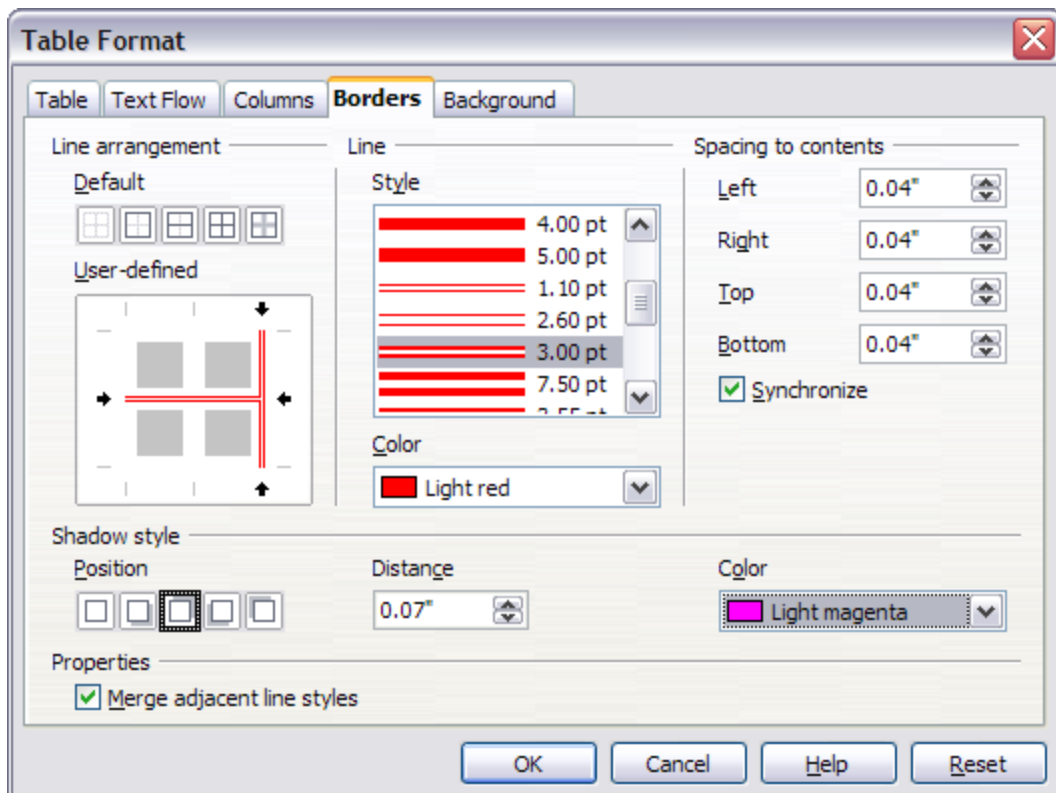 Table Format
Table Text Flow Columns Borders Background
Line arrangement Line Spacing to contents
Default Style Left 0.04"
4.00 pt
5.00 pt Right 0.04"
User-defined 1.10 pt Top 0.04"
2.60 pt
3.00 pt Bottom 0.04"
7.50 pt Synchronize
Color
Light red
Shadow style
Position Distance Color
0.07" Light magenta
Properties
Merge adjacent line styles
OK Cancel Help Reset